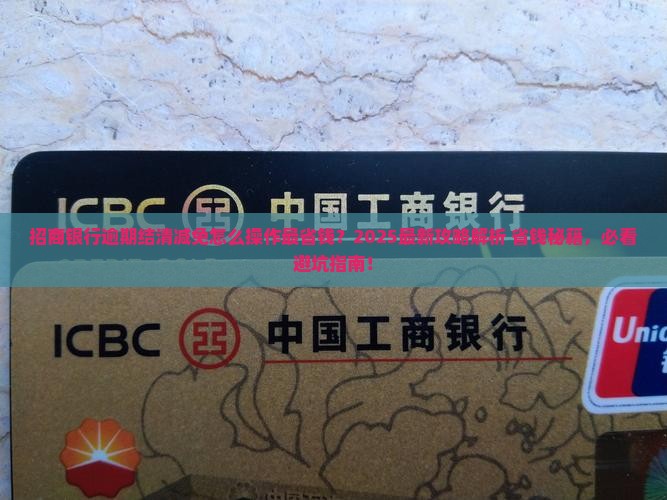 ICBC 中国工商银行
招商银行逾期结清减免怎么操作最省钱？2025最新攻略解析 省钱秘籍，必看
避坑指南！
ICBC 中国工商银行
Unio